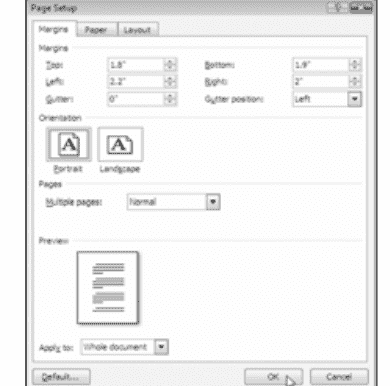 Page Setup
Margins Paper Layout
Margins
Top: 1.8" Bottom: 1.9"
Left: 2.2" Right: 2"
Gutter: 0" Gutter position: Left
Orientation
A A
Portrait Landscape
Pages
Multiple pages: Normal
Preview
Apply to: Whole document
Default... OK Cancel